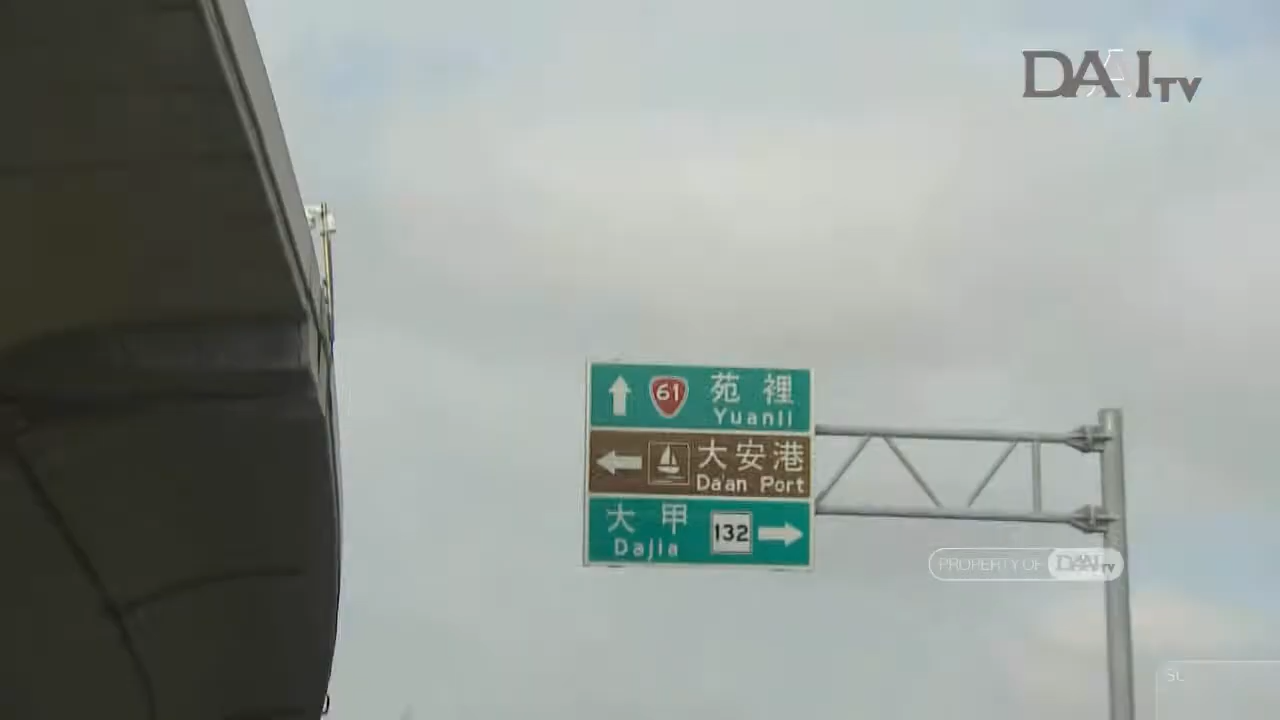 DAAI TV
61 苑裡
Yuanli
大安港
Da'an Port
大甲 132
Dajia
PROPERTY OF DAAI TV